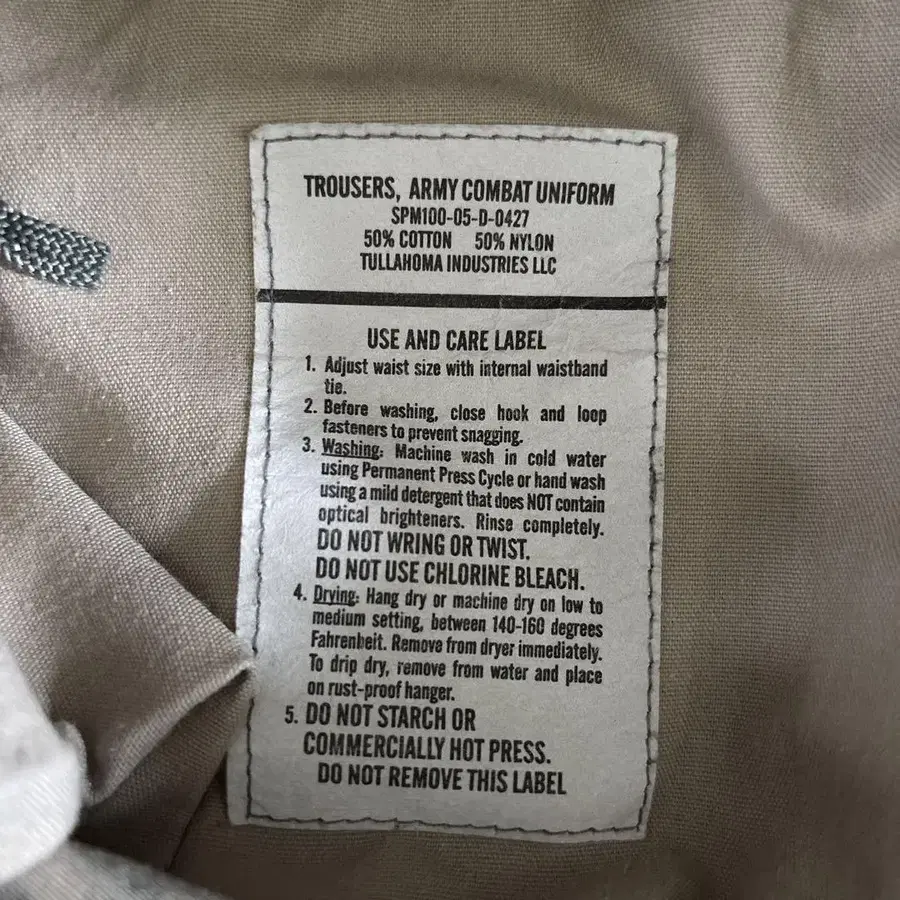 TROUSERS, ARMY COMBAT UNIFORM
SPM100-05-D-0427
50% COTTON 50% NYLON
TULLAHOMA INDUSTRIES LLC
USE AND CARE LABEL
1. Adjust waist size with internal waistband
tie.
2. Before washing, close hook and loop
fasteners to prevent snagging.
3. Washing: Machine wash in cold water
using Permanent Press Cycle or hand wash
using a mild detergent that does NOT contain
optical brighteners. Rinse completely.
DO NOT WRING OR TWIST.
DO NOT USE CHLORINE BLEACH.
4. Drying: Hang dry or machine dry on low to
medium setting, between 140-160 degrees
Fahrenheit. Remove from dryer immediately.
To drip dry, remove from water and place
on rust-proof hanger.
5. DO NOT STARCH OR
COMMERCIALLY HOT PRESS.
DO NOT REMOVE THIS LABEL